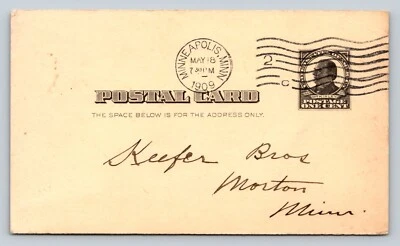 MINNEAPOLIS, MINN.
MAY 18
7 30 PM
1909
2
C
POSTAL CARD
THE SPACE BELOW IS FOR THE ADDRESS ONLY.
POSTAGE
ONE CENT
Keefer Bros
Morton
Minn.